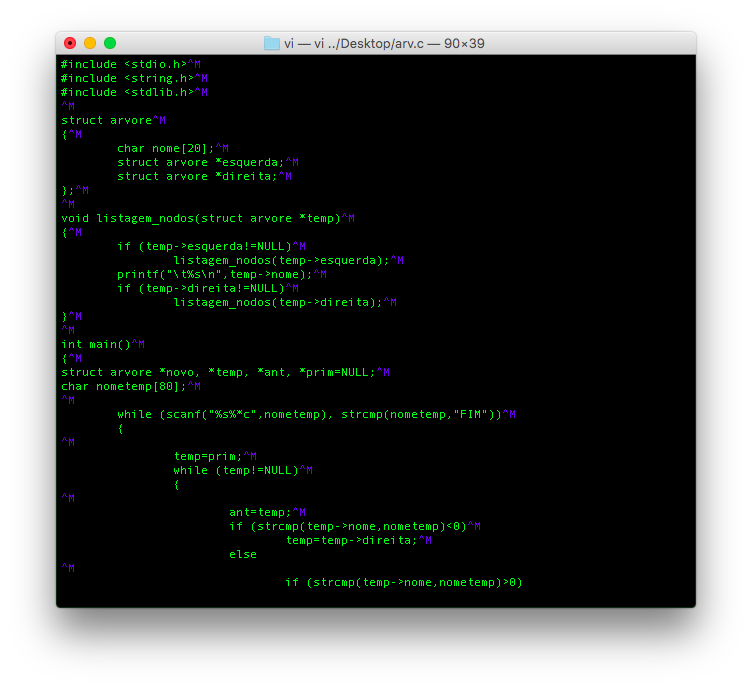 vi — vi ../Desktop/arv.c — 90×39
#include <stdio.h>^M
#include <string.h>^M
#include <stdlib.h>^M
^M
struct arvore^M
{^M
        char nome[20];^M
        struct arvore *esquerda;^M
        struct arvore *direita;^M
};^M
^M
void listagem_nodos(struct arvore *temp)^M
{^M
        if (temp->esquerda!=NULL)^M
                listagem_nodos(temp->esquerda);^M
        printf("\t%s\n",temp->nome);^M
        if (temp->direita!=NULL)^M
                listagem_nodos(temp->direita);^M
}^M
^M
int main()^M
{^M
struct arvore *novo, *temp, *ant, *prim=NULL;^M
char nometemp[80];^M
^M
        while (scanf("%s%*c",nometemp), strcmp(nometemp,"FIM"))^M
        {
^M
                temp=prim;^M
                while (temp!=NULL)^M
                {
^M
                        ant=temp;^M
                        if (strcmp(temp->nome,nometemp)<0)^M
                                temp=temp->direita;^M
                        else
^M
                                if (strcmp(temp->nome,nometemp)>0)